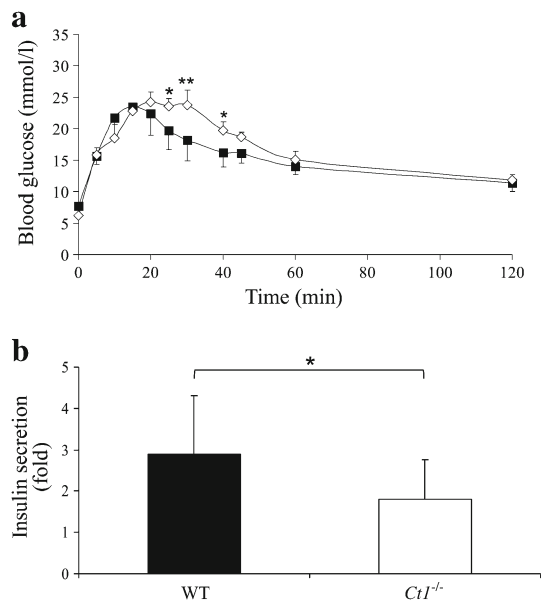 a
Blood glucose (mmol/l)
35
30
25
20
15
10
5
0
* ** *
0 20 40 60 80 100 120
Time (min)
b
Insulin secretion
(fold)
5
4
3
2
1
0
*
WT Ct1-/-